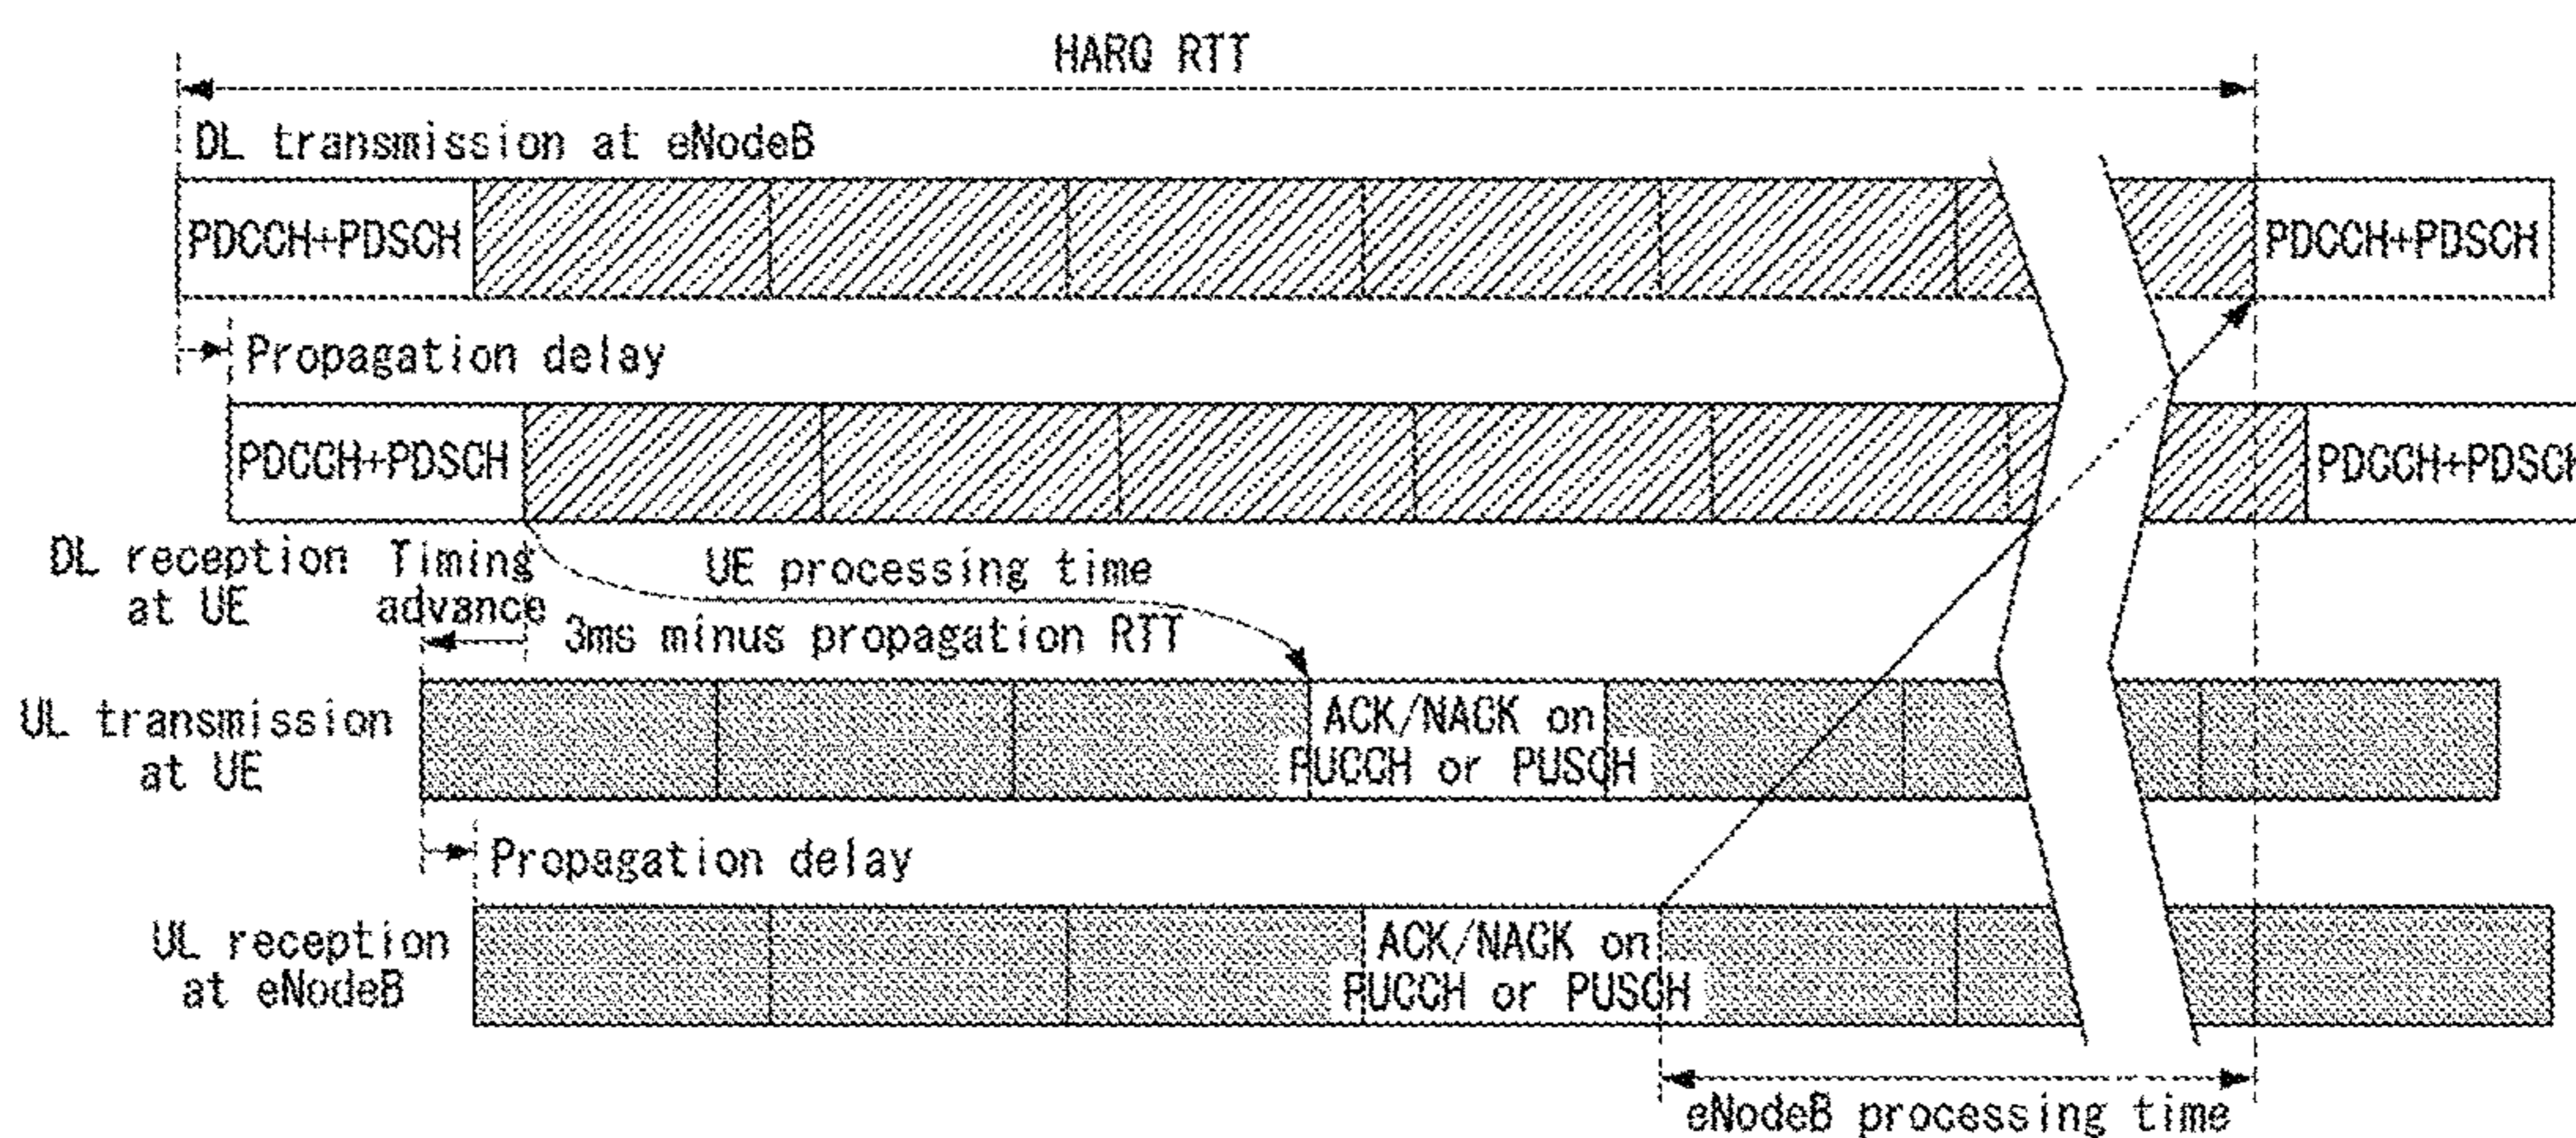 HARQ RTT
DL transmission at eNodeB
PDCCH+PDSCH
PDCCH+PDSCH
Propagation delay
PDCCH+PDSCH
PDCCH+PDSCH
DL reception
at UE
Timing
advance
UE processing time
3ms minus propagation RTT
UL transmission
at UE
ACK/NACK on
PUCCH or PUSCH
Propagation delay
UL reception
at eNodeB
ACK/NACK on
PUCCH or PUSCH
eNodeB processing time